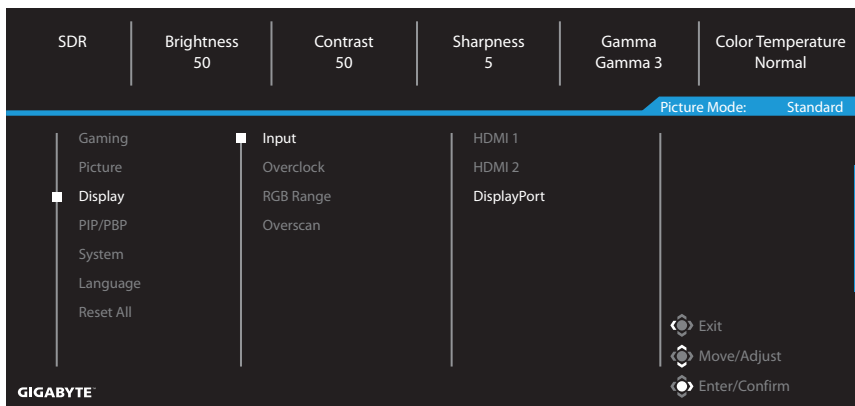 SDR Brightness Contrast Sharpness Gamma Color Temperature
50 50 5 Gamma 3 Normal
Picture Mode: Standard
Gaming Input HDMI 1
Picture Overclock HDMI 2
Display RGB Range DisplayPort
PIP/PBP Overscan
System
Language
Reset All
Exit
Move/Adjust
GIGABYTE™ Enter/Confirm